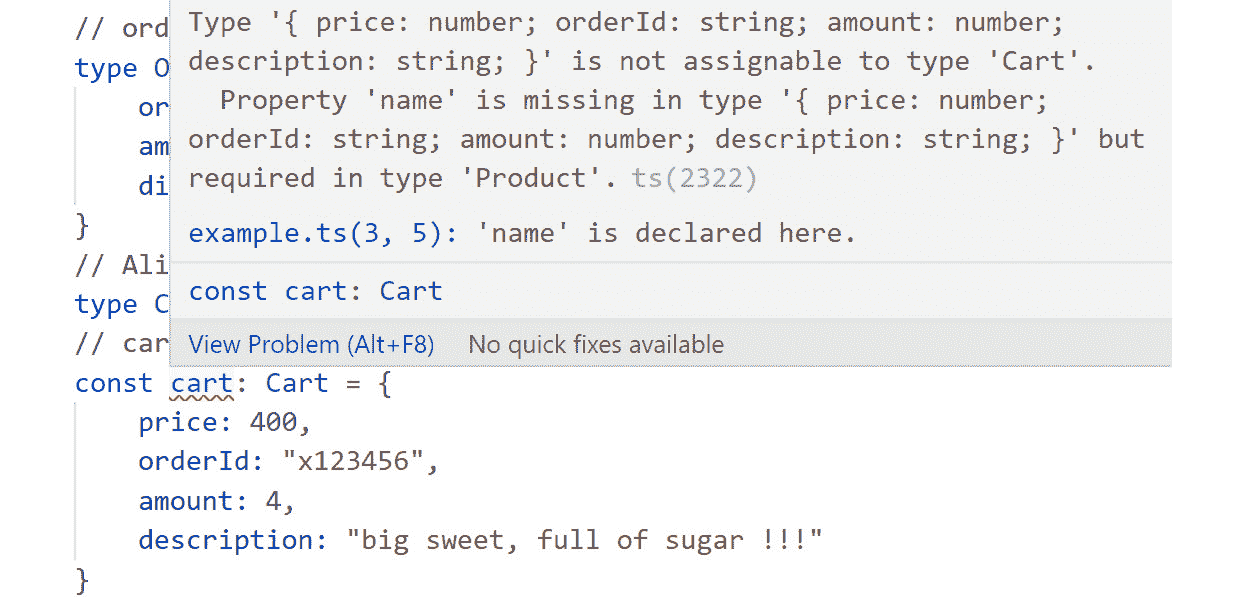 // ord
type O
or
am
di
}
// Ali
type C
// car
Type '{ price: number; orderId: string; amount: number;
description: string; }' is not assignable to type 'Cart'.
Property 'name' is missing in type '{ price: number;
orderId: string; amount: number; description: string; }' but
required in type 'Product'. ts(2322)
example.ts(3, 5): 'name' is declared here.
const cart: Cart
View Problem (Alt+F8) No quick fixes available
const cart: Cart = {
price: 400,
orderId: "x123456",
amount: 4,
description: "big sweet, full of sugar !!!"
}